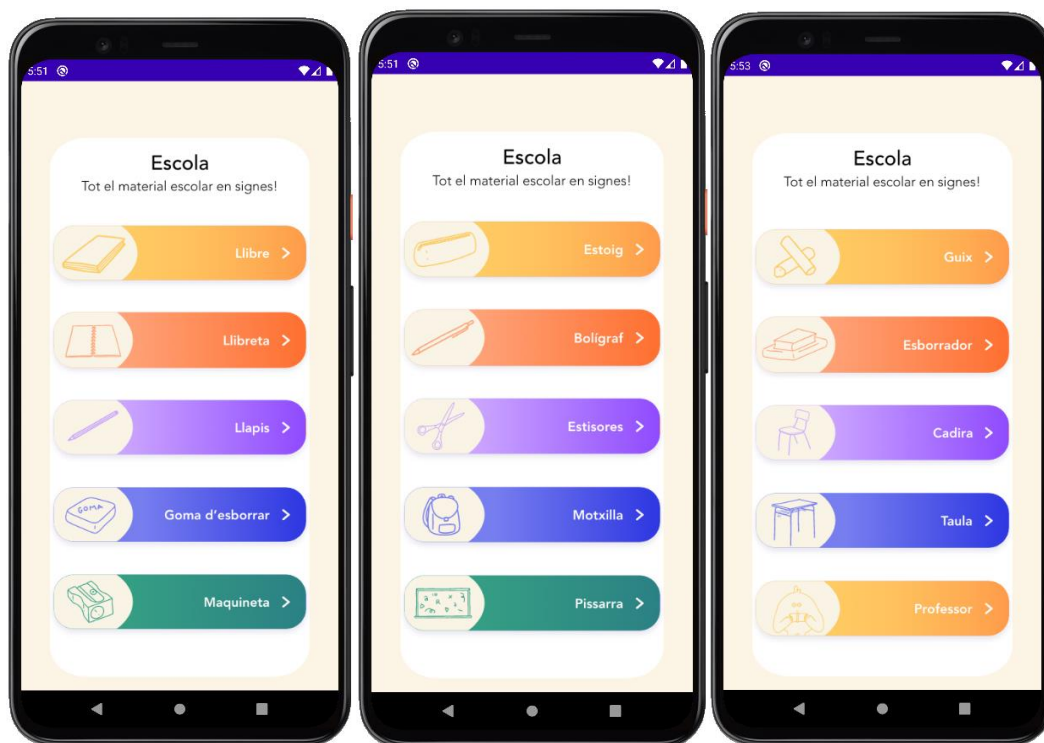 5:51
Escola
Tot el material escolar en signes!
Llibre
Llibreta
Llapis
GOMA
Goma d'esborrar
Maquineta
5:51
Escola
Tot el material escolar en signes!
Estoig
Bolígraf
Estisores
Motxilla
Pissarra
5:53
Escola
Tot el material escolar en signes!
Guix
Esborrador
Cadira
Taula
Professor